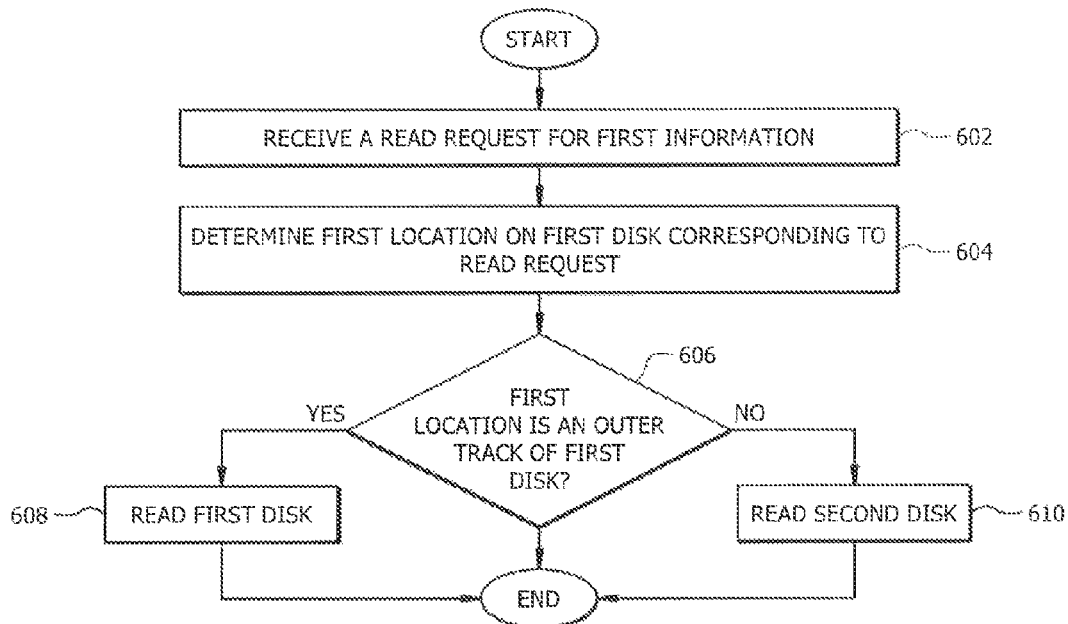 START
RECEIVE A READ REQUEST FOR FIRST INFORMATION
602
DETERMINE FIRST LOCATION ON FIRST DISK CORRESPONDING TO
READ REQUEST
604
606
FIRST
LOCATION IS AN OUTER
TRACK OF FIRST
DISK?
YES
NO
608
READ FIRST DISK
READ SECOND DISK
610
END